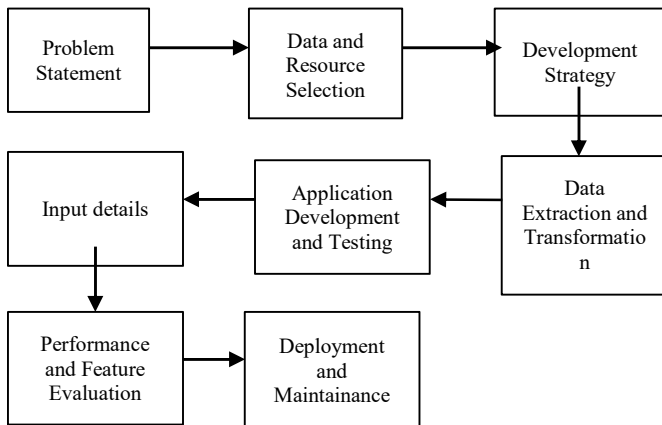 Problem
Statement
Data and
Resource
Selection
Development
Strategy
Data
Extraction and
Transformatio
n
Application
Development
and Testing
Input details
Performance
and Feature
Evaluation
Deployment
and
Maintainance